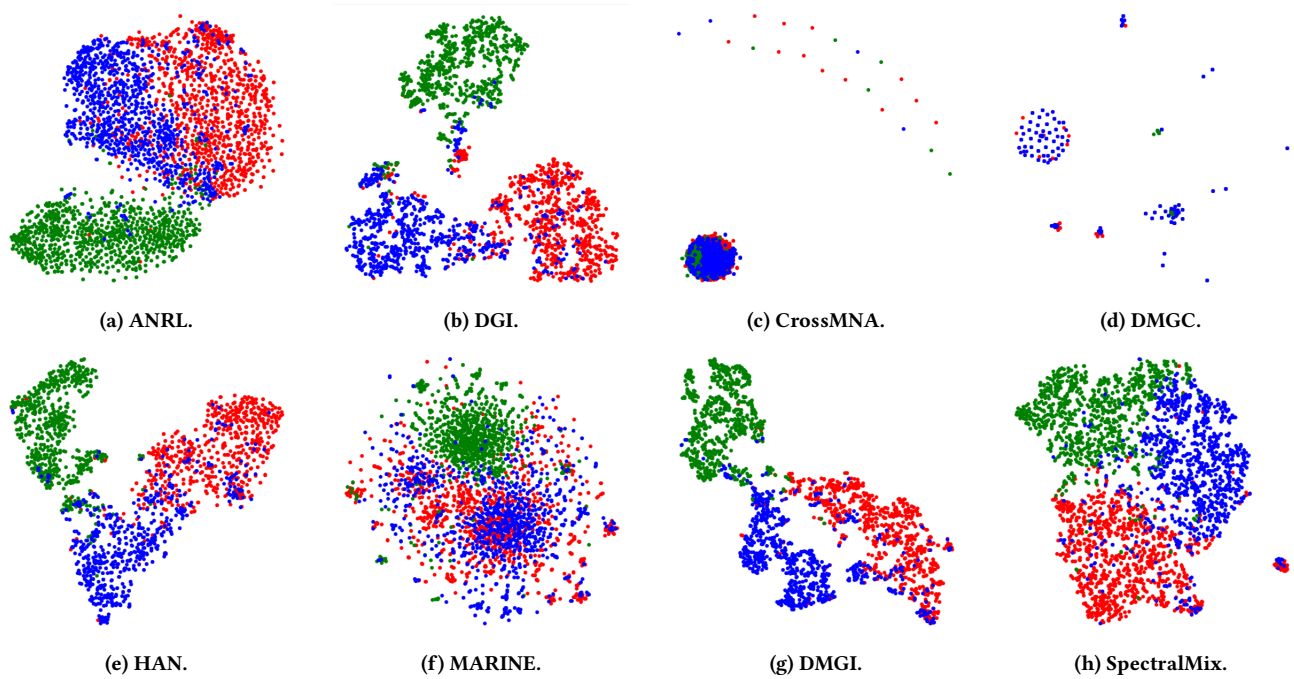 (a) ANRL.
(b) DGI.
(c) CrossMNA.
(d) DMGC.
(e) HAN.
(f) MARINE.
(g) DMGI.
(h) SpectralMix.